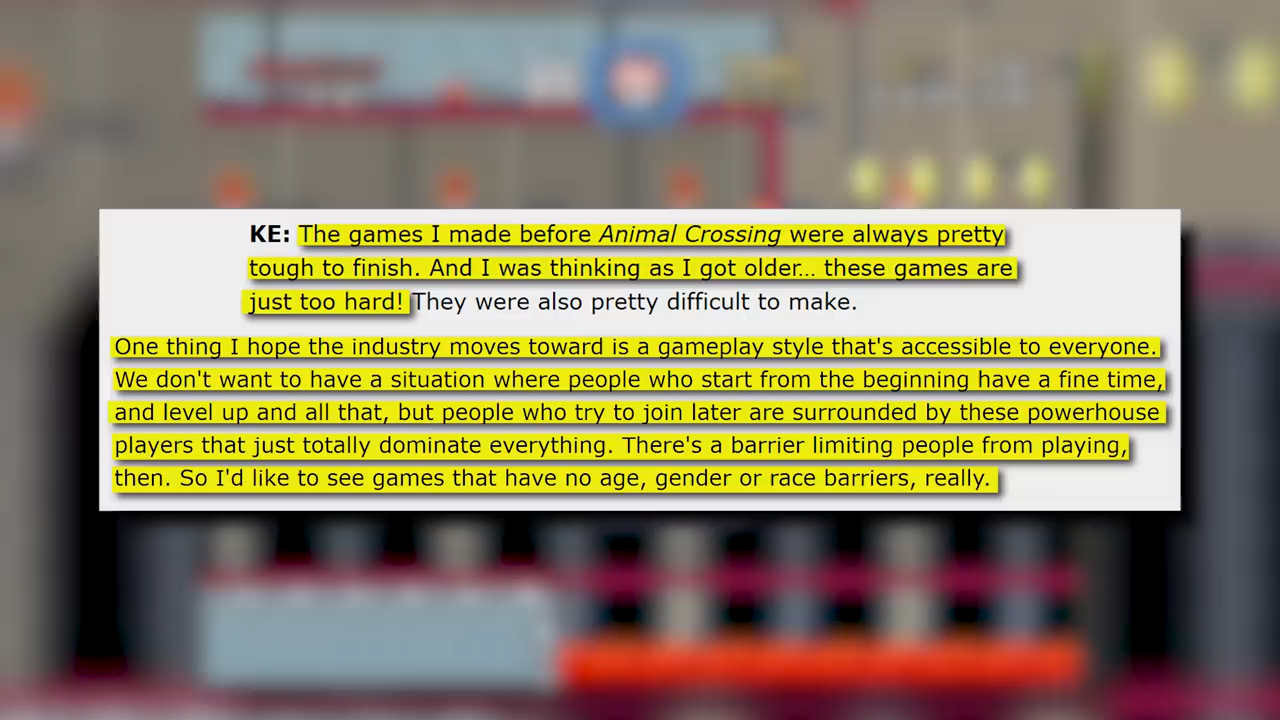 KE: The games I made before Animal Crossing were always pretty
tough to finish. And I was thinking as I got older... these games are
just too hard! They were also pretty difficult to make.
One thing I hope the industry moves toward is a gameplay style that's accessible to everyone.
We don't want to have a situation where people who start from the beginning have a fine time,
and level up and all that, but people who try to join later are surrounded by these powerhouse
players that just totally dominate everything. There's a barrier limiting people from playing,
then. So I'd like to see games that have no age, gender or race barriers, really.